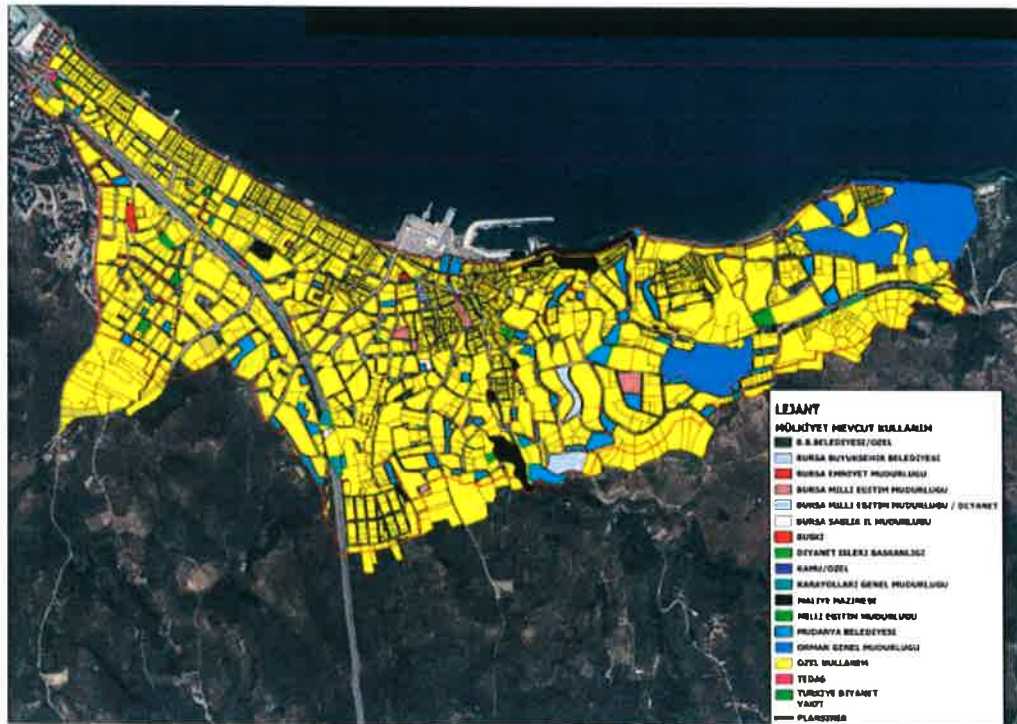 LEJANT
MÜLKİYET MEVCUT KULLANIM
B.B.BELEDİYESİ/ÖZEL
BURSA BÜYÜKŞEHİR BELEDİYESİ
BURSA EMNİYET MÜDÜRLÜĞÜ
BURSA MİLLİ EĞİTİM MÜDÜRLÜĞÜ
BURSA MİLLİ EĞİTİM MÜDÜRLÜĞÜ / DİYANET
BURSA SAĞLIK İL MÜDÜRLÜĞÜ
BUSKİ
DİYANET İŞLERİ BAŞKANLIĞI
KAMU/ÖZEL
KARAYOLLARI GENEL MÜDÜRLÜĞÜ
MALİYE HAZİNESİ
MİLLİ EĞİTİM MÜDÜRLÜĞÜ
MUDANYA BELEDİYESİ
ORMAN GENEL MÜDÜRLÜĞÜ
ÖZEL KULLANIM
TEDAŞ
TÜRKİYE DİYANET
VAKFI
PLANSINIR